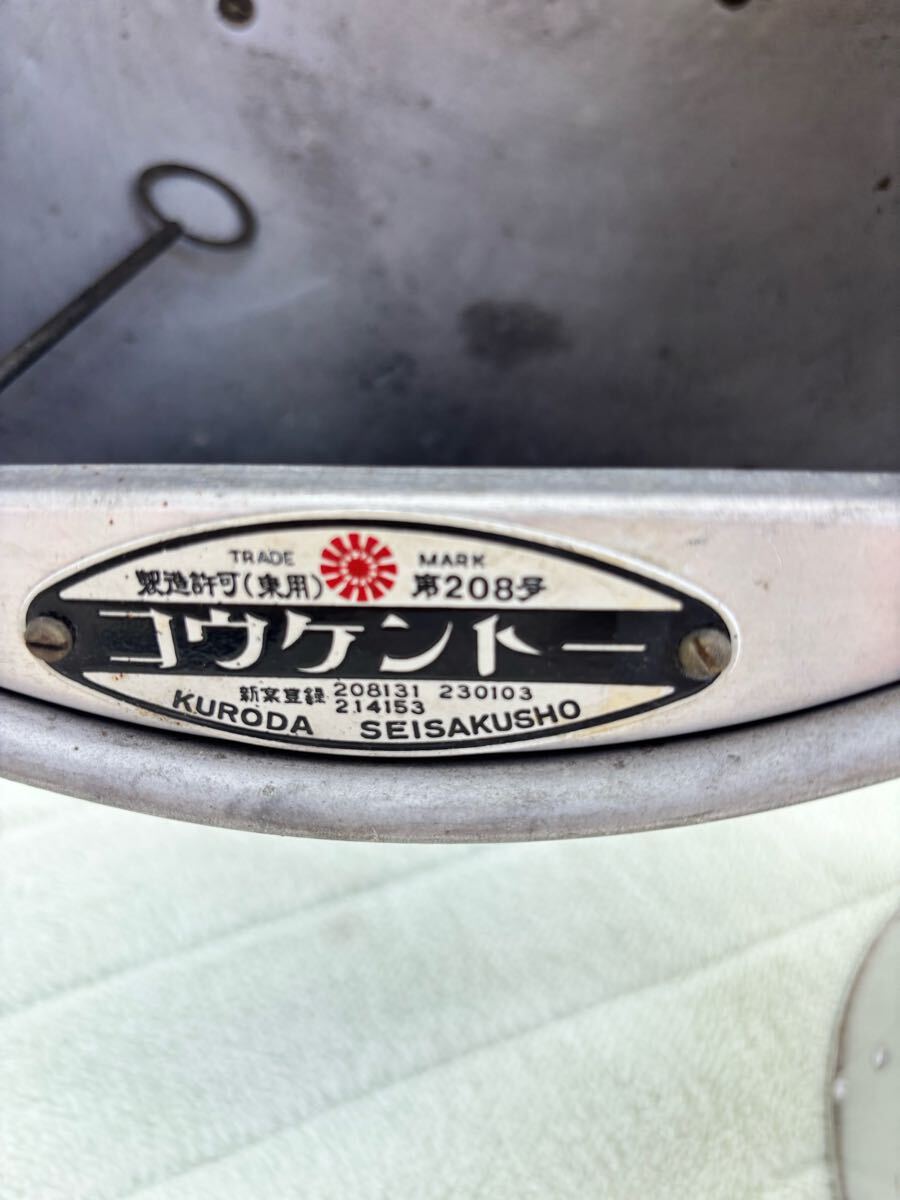 TRADE MARK
製造許可(東用) 第208号
コウケントー
新案登録 208131 230103
214153
KURODA SEISAKUSHO